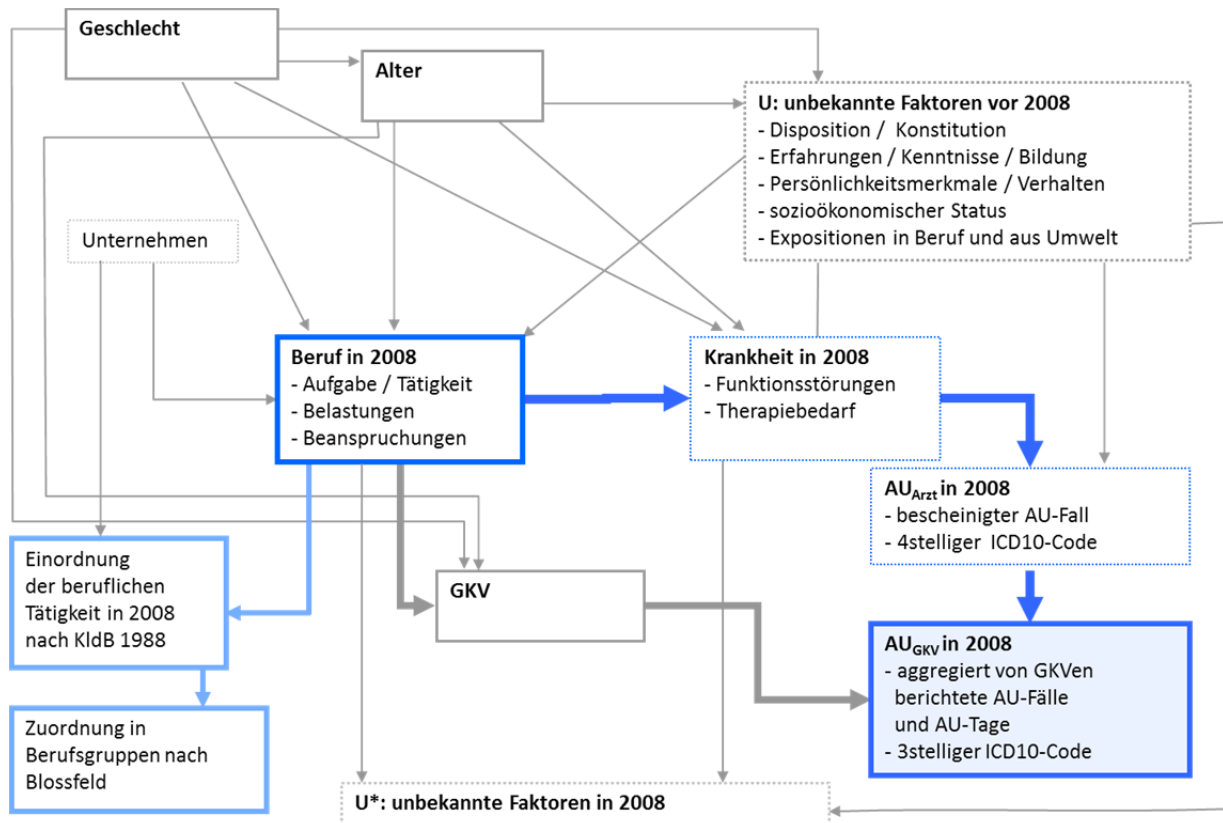 Geschlecht
Alter
U: unbekannte Faktoren vor 2008
- Disposition / Konstitution
- Erfahrungen / Kenntnisse / Bildung
- Persönlichkeitsmerkmale / Verhalten
- sozioökonomischer Status
- Expositionen in Beruf und aus Umwelt
Unternehmen
Beruf in 2008
- Aufgabe / Tätigkeit
- Belastungen
- Beanspruchungen
Krankheit in 2008
- Funktionsstörungen
- Therapiebedarf
AUArzt in 2008
- bescheinigter AU-Fall
- 4stelliger ICD10-Code
Einordnung
der beruflichen
Tätigkeit in 2008
nach KldB 1988
GKV
AUGKV in 2008
- aggregiert von GKVen
berichtete AU-Fälle
und AU-Tage
- 3stelliger ICD10-Code
Zuordnung in
Berufsgruppen nach
Blossfeld
U*: unbekannte Faktoren in 2008